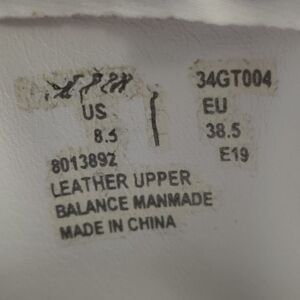 34GT004
US EU
8.5 38.5
8013892 E19
LEATHER UPPER
BALANCE MANMADE
MADE IN CHINA